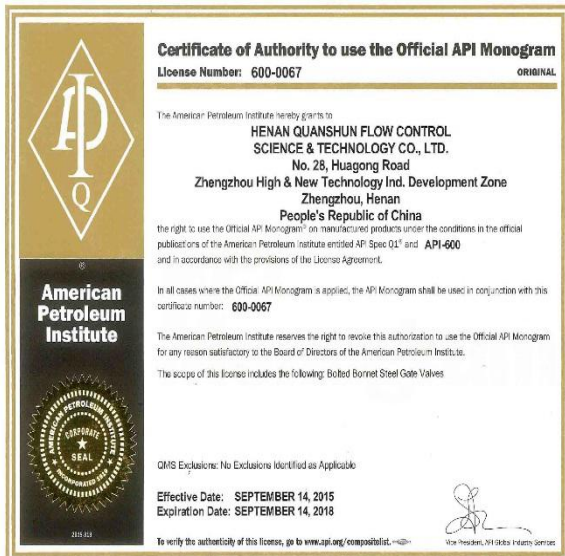 Certificate of Authority to use the Official API Monogram
License Number: 600-0067
ORIGINAL
The American Petroleum Institute hereby grants to
HENAN QUANSHUN FLOW CONTROL
SCIENCE & TECHNOLOGY CO., LTD.
No. 28, Huagong Road
Zhengzhou High & New Technology Ind. Development Zone
Zhengzhou, Henan
People's Republic of China
the right to use the Official API Monogram® on manufactured products under the conditions in the official
publications of the American Petroleum Institute entitled API Spec Q1® and API-600
and in accordance with the provisions of the License Agreement.
In all cases where the Official API Monogram is applied, the API Monogram shall be used in conjunction with this
certificate number: 600-0067
The American Petroleum Institute reserves the right to revoke this authorization to use the Official API Monogram
for any reason satisfactory to the Board of Directors of the American Petroleum Institute.
The scope of this license includes the following: Bolted Bonnet Steel Gate Valves
QMS Exclusions: No Exclusions Identified as Applicable
Effective Date: SEPTEMBER 14, 2015
Expiration Date: SEPTEMBER 14, 2018
To verify the authenticity of this license, go to www.api.org/compositelist.
Vice President, API Global Industry Services
API
Q
®
American
Petroleum
Institute
AMERICAN PETROLEUM INSTITUTE
CORPORATE
SEAL
INCORPORATED 1919